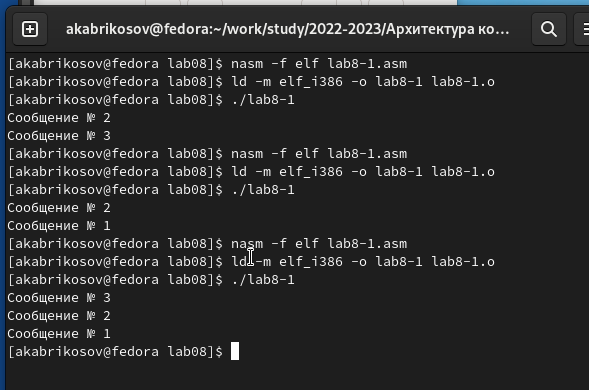 akabrikosov@fedora:~/work/study/2022-2023/Архитектура ко...
[akabrikosov@fedora lab08]$ nasm -f elf lab8-1.asm
[akabrikosov@fedora lab08]$ ld -m elf_i386 -o lab8-1 lab8-1.o
[akabrikosov@fedora lab08]$ ./lab8-1
Сообщение № 2
Сообщение № 3
[akabrikosov@fedora lab08]$ nasm -f elf lab8-1.asm
[akabrikosov@fedora lab08]$ ld -m elf_i386 -o lab8-1 lab8-1.o
[akabrikosov@fedora lab08]$ ./lab8-1
Сообщение № 2
Сообщение № 1
[akabrikosov@fedora lab08]$ nasm -f elf lab8-1.asm
[akabrikosov@fedora lab08]$ ld -m elf_i386 -o lab8-1 lab8-1.o
[akabrikosov@fedora lab08]$ ./lab8-1
Сообщение № 3
Сообщение № 2
Сообщение № 1
[akabrikosov@fedora lab08]$